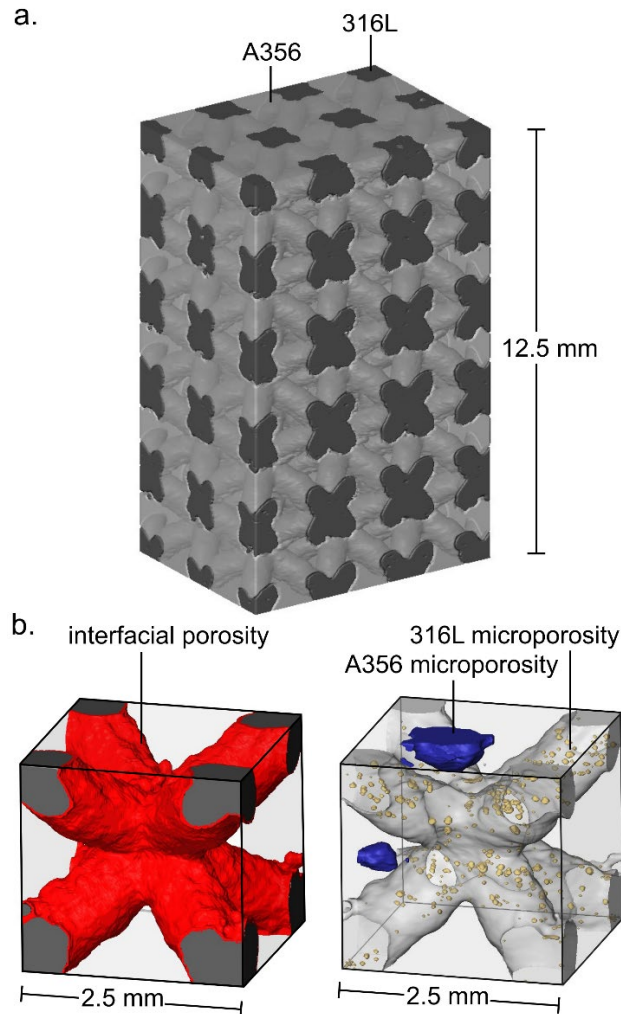 a.
316L
A356
12.5 mm
b.
interfacial porosity
316L microporosity
A356 microporosity
2.5 mm
2.5 mm